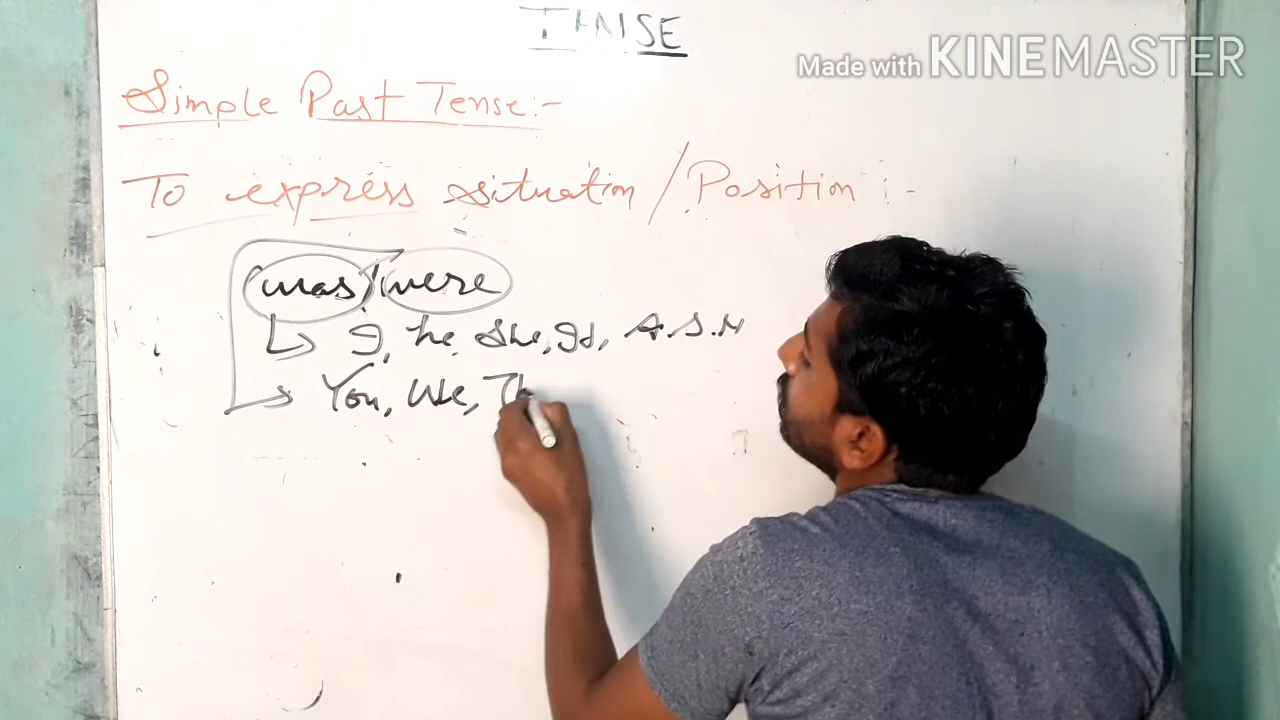 TENSE
Made with KINEMASTER
Simple Past Tense:-
To express situation / Position :-
(was) (were
I, he, She, It, A.S.N
You, We, Th